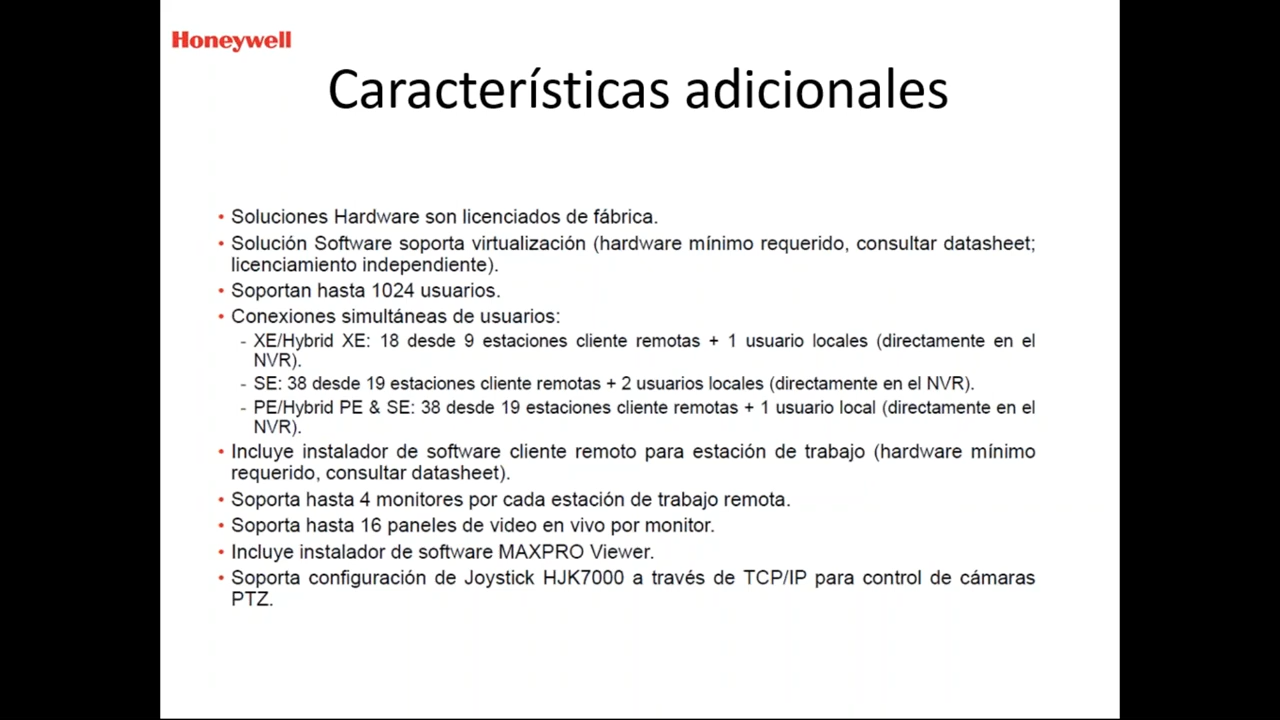 Honeywell
Características adicionales
• Soluciones Hardware son licenciados de fábrica.
• Solución Software soporta virtualización (hardware mínimo requerido, consultar datasheet;
licenciamiento independiente).
• Soportan hasta 1024 usuarios.
• Conexiones simultáneas de usuarios:
- XE/Hybrid XE: 18 desde 9 estaciones cliente remotas + 1 usuario locales (directamente en el
NVR).
- SE: 38 desde 19 estaciones cliente remotas + 2 usuarios locales (directamente en el NVR).
- PE/Hybrid PE & SE: 38 desde 19 estaciones cliente remotas + 1 usuario local (directamente en el
NVR).
• Incluye instalador de software cliente remoto para estación de trabajo (hardware mínimo
requerido, consultar datasheet).
• Soporta hasta 4 monitores por cada estación de trabajo remota.
• Soporta hasta 16 paneles de video en vivo por monitor.
• Incluye instalador de software MAXPRO Viewer.
• Soporta configuración de Joystick HJK7000 a través de TCP/IP para control de cámaras
PTZ.